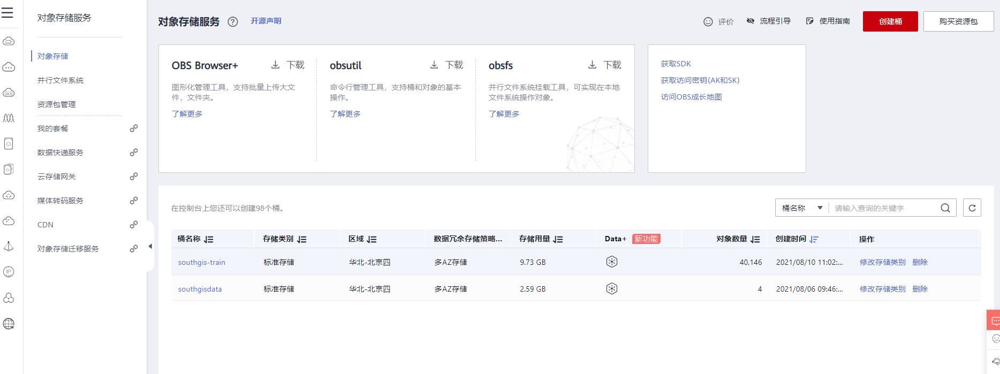 对象存储服务
对象存储
并行文件系统
资源包管理
我的套餐
数据快递服务
云存储网关
媒体转码服务
CDN
对象存储迁移服务
对象存储服务 ? 开源声明
评价 流程引导 使用指南 创建桶 购买资源包
OBS Browser+ 下载
图形化管理工具，支持批量上传大文
件，文件夹。
了解更多
obsutil 下载
命令行管理工具，支持桶和对象的基本
操作。
了解更多
obsfs 下载
并行文件系统挂载工具，可实现在本地
文件系统操作对象。
了解更多
获取SDK
获取访问密钥(AK和SK)
访问OBS成长地图
在控制台上您还可以创建98个桶。
桶名称 请输入查询的关键字
桶名称 存储类别 区域 数据冗余存储策略... 存储用量 Data+ 新功能 对象数量 创建时间 操作
southgis-train 标准存储 华北-北京四 多AZ存储 9.73 GB 40,146 2021/08/10 11:02:... 修改存储类别 删除
southgisdata 标准存储 华北-北京四 多AZ存储 2.59 GB 4 2021/08/06 09:46:... 修改存储类别 删除
IP
W